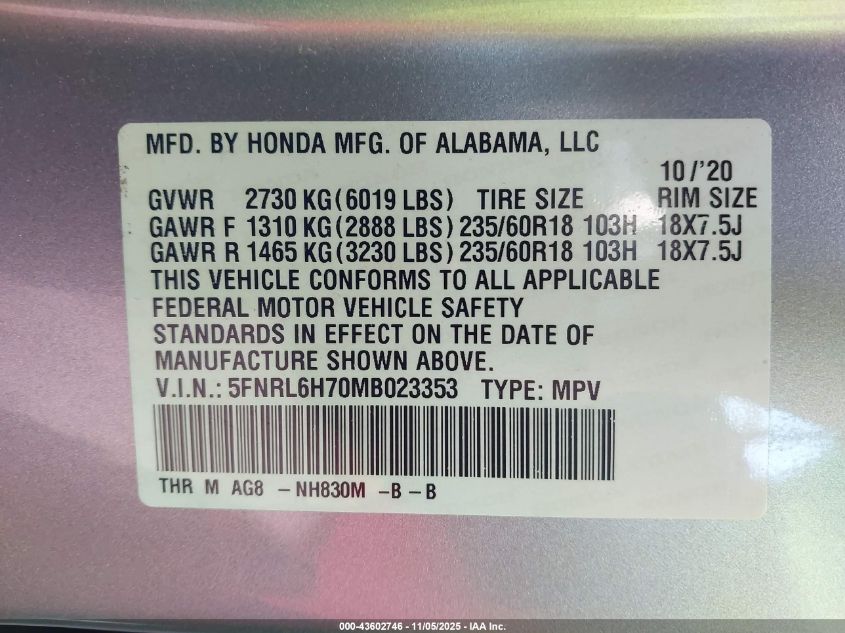 MFD. BY HONDA MFG. OF ALABAMA, LLC
10/'20
GVWR 2730 KG(6019 LBS) TIRE SIZE RIM SIZE
GAWR F 1310 KG(2888 LBS) 235/60R18 103H 18X7.5J
GAWR R 1465 KG(3230 LBS) 235/60R18 103H 18X7.5J
THIS VEHICLE CONFORMS TO ALL APPLICABLE
FEDERAL MOTOR VEHICLE SAFETY
STANDARDS IN EFFECT ON THE DATE OF
MANUFACTURE SHOWN ABOVE.
V.I.N.: 5FNRL6H70MB023353 TYPE: MPV
THR M AG8 -NH830M -B-B
000-43602746 - 11/05/2025 - IAA Inc.